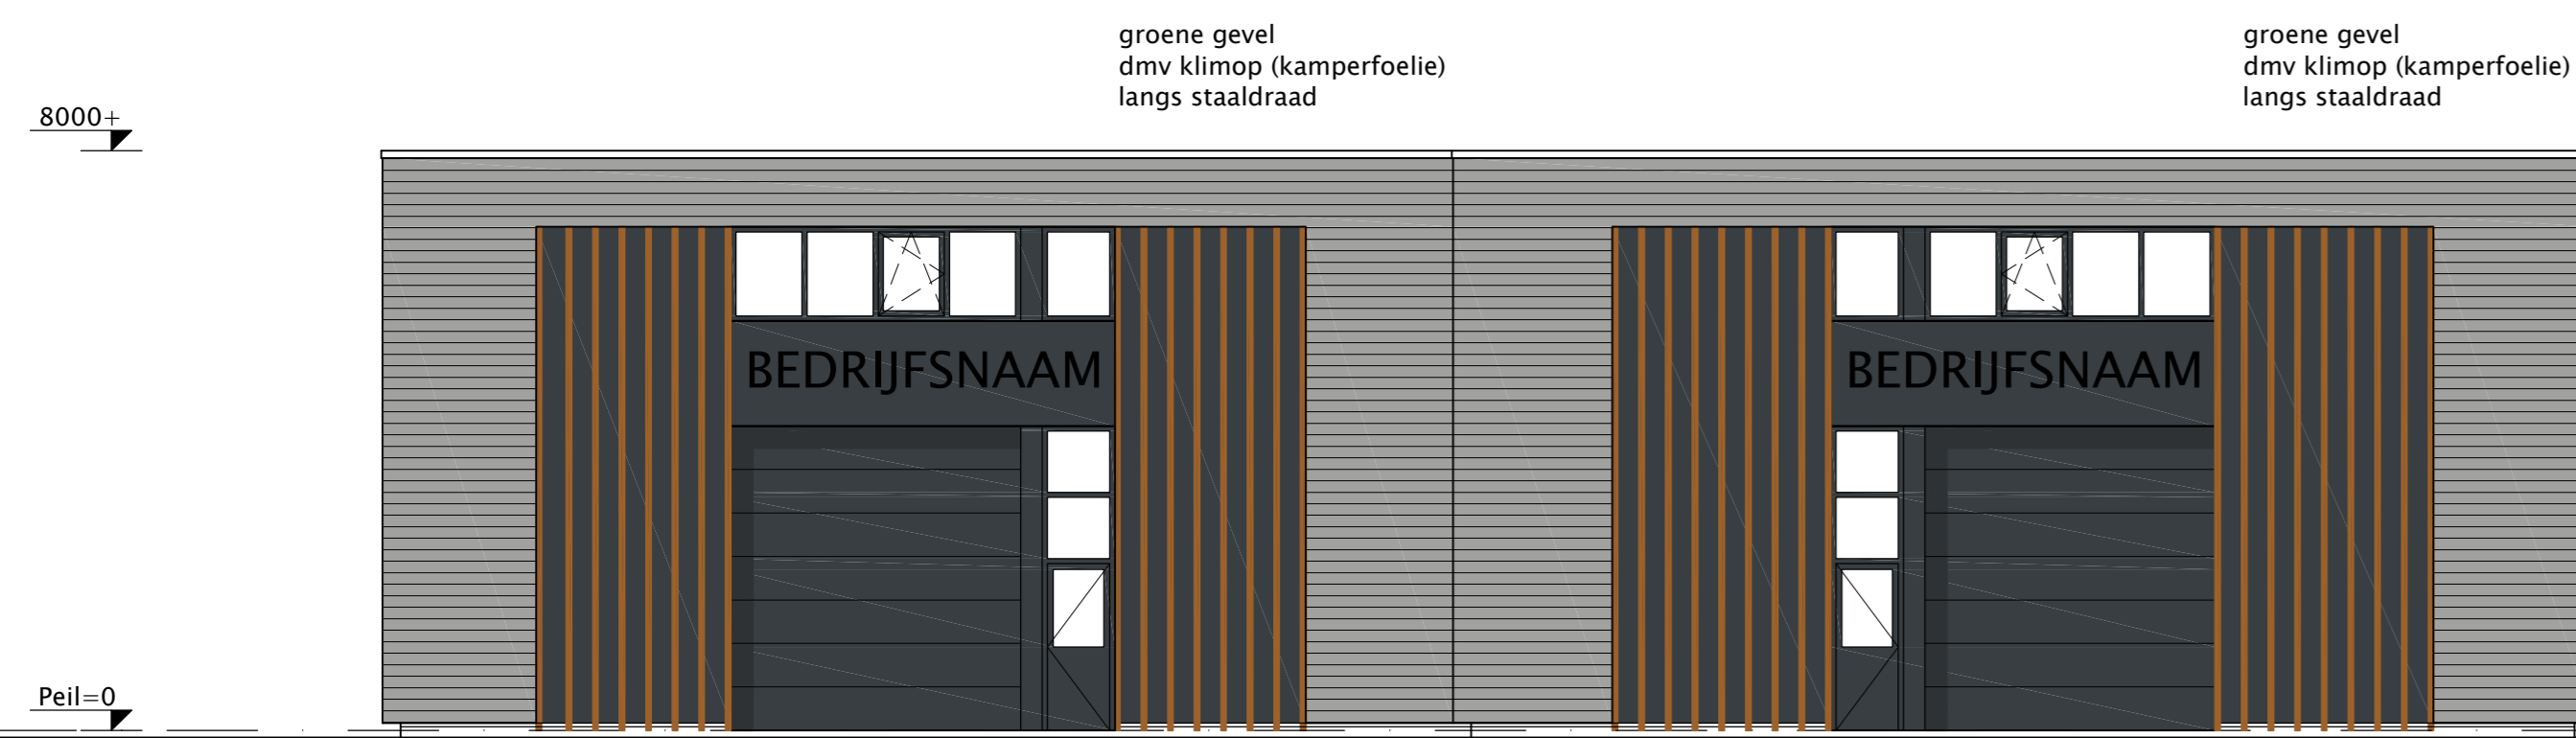 groene gevel
dmv klimop (kamperfoelie)
langs staaldraad
groene gevel
dmv klimop (kamperfoelie)
langs staaldraad
8000+
BEDRIJFSNAAM
BEDRIJFSNAAM
Peil=0